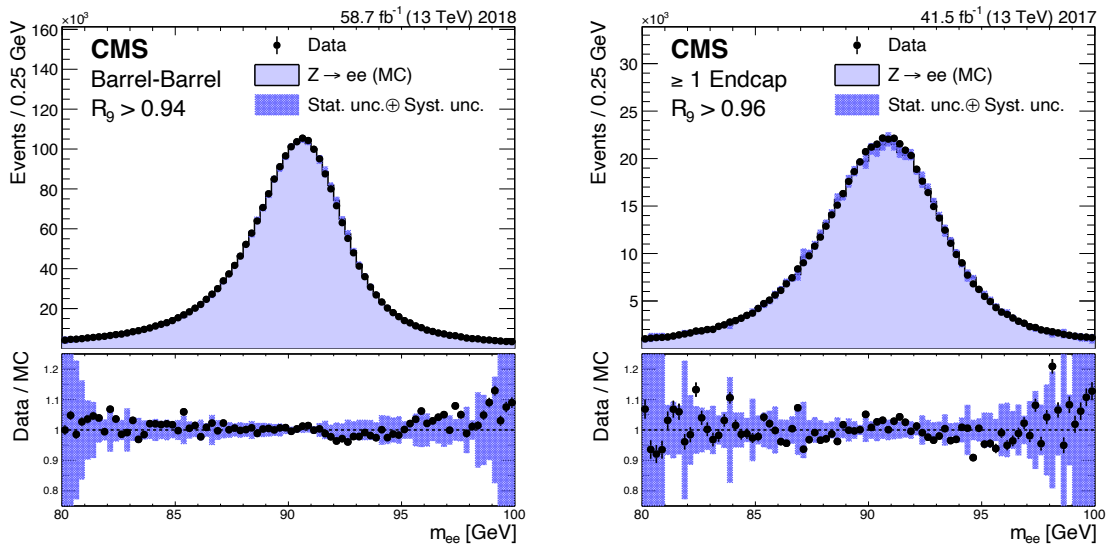 58.7 fb⁻¹ (13 TeV) 2018
×10³
Events / 0.25 GeV
160
140
120
100
80
60
40
20
CMS
Barrel-Barrel
R₉ > 0.94
Data
Z → ee (MC)
Stat. unc.⊕ Syst. unc.
Data / MC
1.2
1.1
1
0.9
0.8
80 85 90 95 100
mₑₑ [GeV]
41.5 fb⁻¹ (13 TeV) 2017
×10³
Events / 0.25 GeV
30
25
20
15
10
5
0
CMS
≥ 1 Endcap
R₉ > 0.96
Data
Z → ee (MC)
Stat. unc.⊕ Syst. unc.
Data / MC
1.2
1.1
1
0.9
0.8
80 85 90 95 100
mₑₑ [GeV]